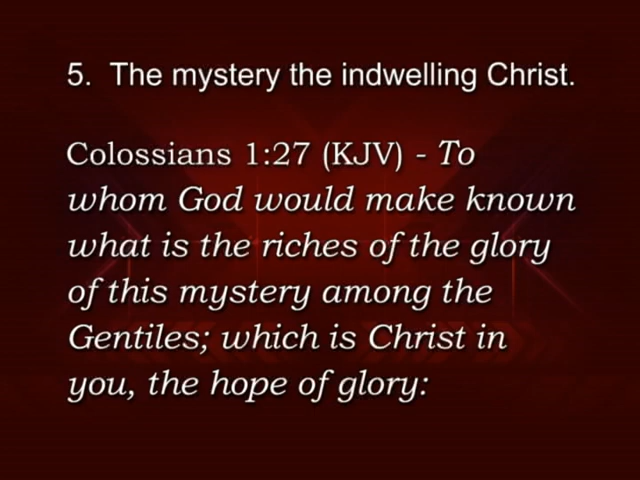 5. The mystery the indwelling Christ.
Colossians 1:27 (KJV) - To
whom God would make known
what is the riches of the glory
of this mystery among the
Gentiles; which is Christ in
you, the hope of glory: